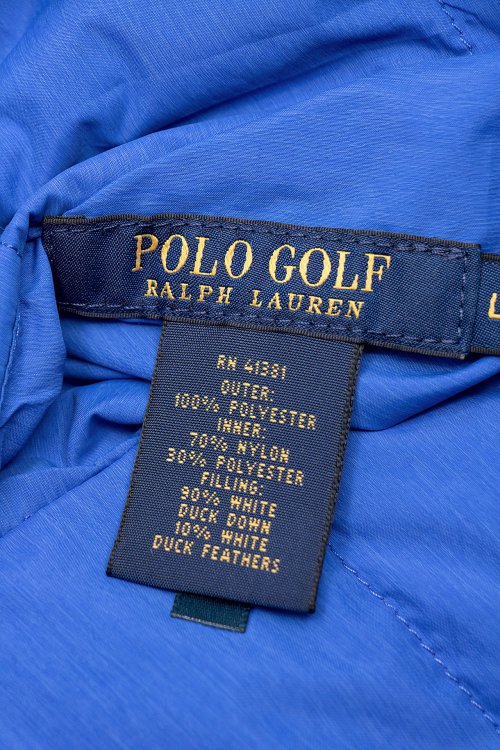 POLO GOLF
RALPH LAUREN
RN 41381
OUTER:
100% POLYESTER
INNER:
70% NYLON
30% POLYESTER
FILLING:
90% WHITE
DUCK DOWN
10% WHITE
DUCK FEATHERS